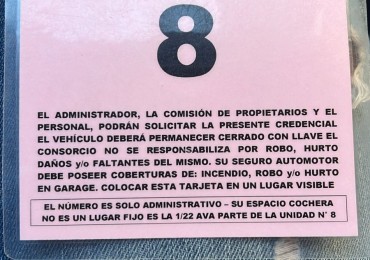 8
EL ADMINISTRADOR, LA COMISIÓN DE PROPIETARIOS Y EL
PERSONAL, PODRÁN SOLICITAR LA PRESENTE CREDENCIAL
EL VEHÍCULO DEBERÁ PERMANECER CERRADO CON LLAVE EL
CONSORCIO NO SE RESPONSABILIZA POR ROBO, HURTO
DAÑOS y/o FALTANTES DEL MISMO. SU SEGURO AUTOMOTOR
DEBE POSEER COBERTURAS DE: INCENDIO, ROBO y/o HURTO
EN GARAGE. COLOCAR ESTA TARJETA EN UN LUGAR VISIBLE
EL NÚMERO ES SOLO ADMINISTRATIVO – SU ESPACIO COCHERA
NO ES UN LUGAR FIJO ES LA 1/22 AVA PARTE DE LA UNIDAD N° 8